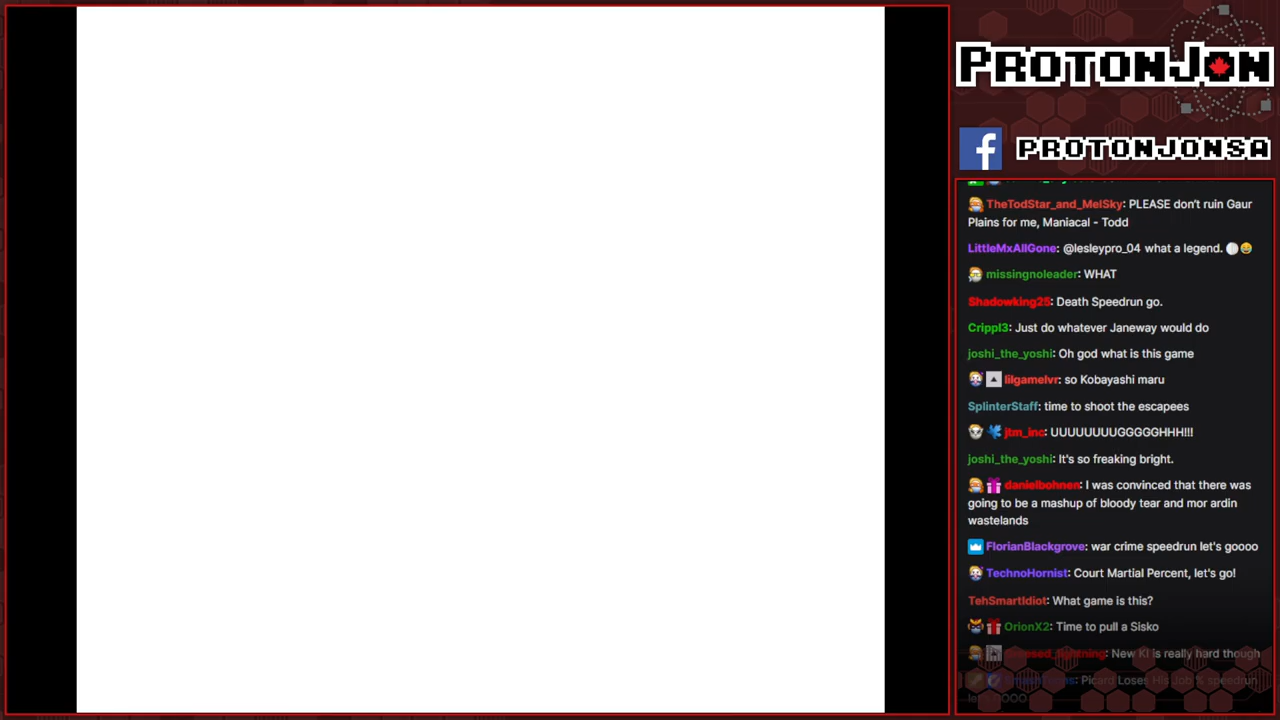 PROTONJON
PROTONJONSA
TheTodStar_and_MelSky: PLEASE don't ruin Gaur
Plains for me, Maniacal - Todd
LittleMxAllGone: @lesleypro_04 what a legend.
missingnoleader: WHAT
Shadowking25: Death Speedrun go.
Crippl3: Just do whatever Janeway would do
joshi_the_yoshi: Oh god what is this game
lilgamelvr: so Kobayashi maru
SplinterStaff: time to shoot the escapees
jtm_inc: UUUUUUUUGGGGGHHH!!!
joshi_the_yoshi: It's so freaking bright.
danielbohnen: I was convinced that there was
going to be a mashup of bloody tear and mor ardin
wastelands
FlorianBlackgrove: war crime speedrun let's goooo
TechnoHornist: Court Martial Percent, let's go!
TehSmartIdiot: What game is this?
OrionX2: Time to pull a Sisko
New KI is really hard though
Picard Loses His Job % speedrun